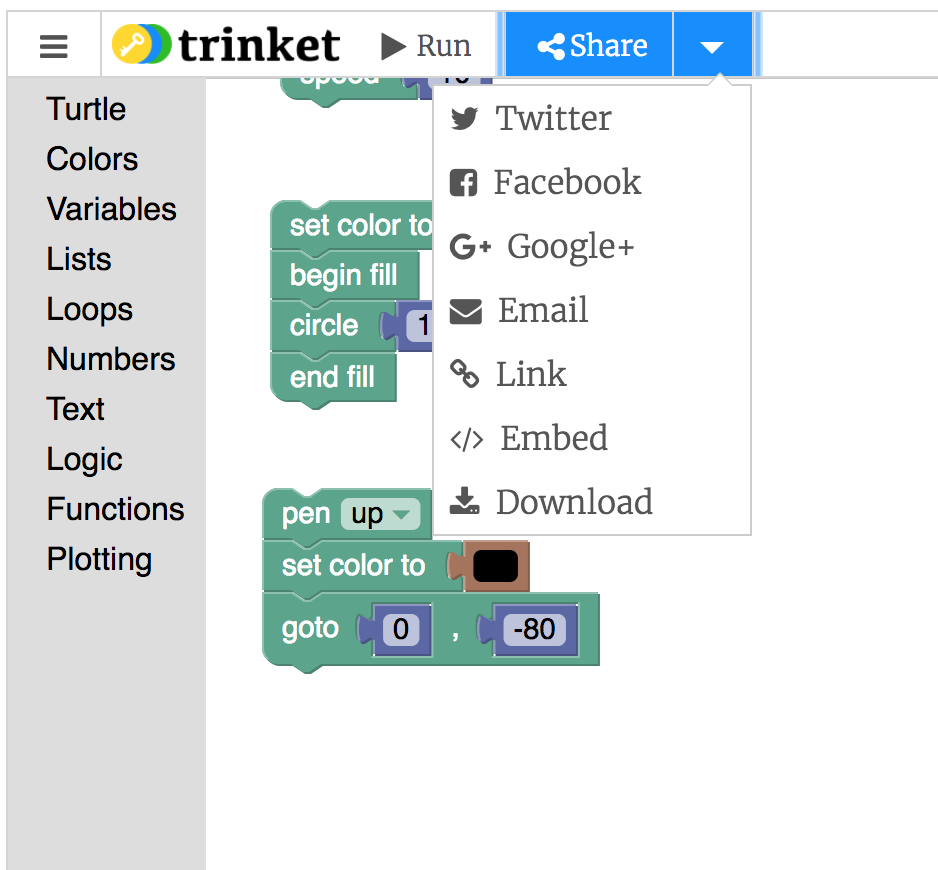 trinket Run Share
Turtle
Colors
Variables
Lists
Loops
Numbers
Text
Logic
Functions
Plotting
speed 10
set color to
begin fill
circle 1
end fill
pen up
set color to
goto 0 , -80
Twitter
Facebook
Google+
Email
Link
</> Embed
Download